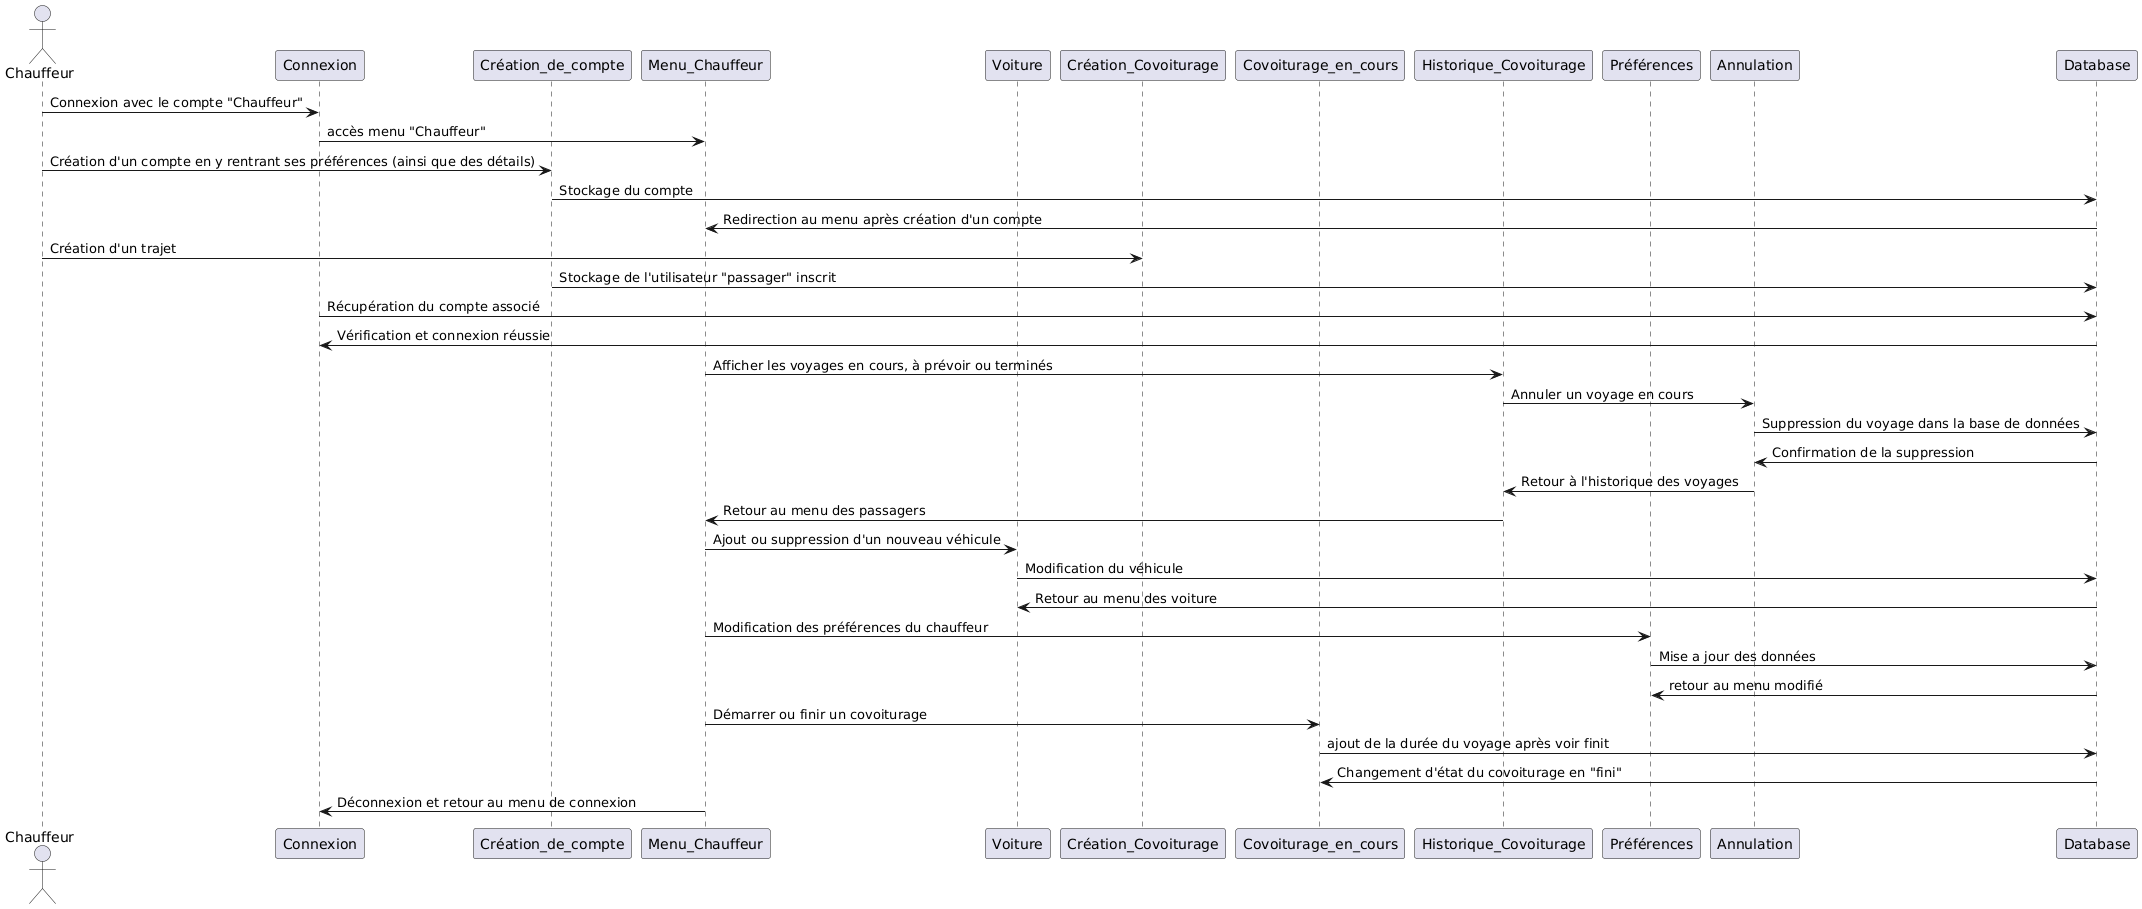 Chauffeur
Connexion
Création_de_compte
Menu_Chauffeur
Voiture
Création_Covoiturage
Covoiturage_en_cours
Historique_Covoiturage
Préférences
Annulation
Database
Connexion avec le compte "Chauffeur"
accès menu "Chauffeur"
Création d'un compte en y rentrant ses préférences (ainsi que des détails)
Stockage du compte
Redirection au menu après création d'un compte
Création d'un trajet
Stockage de l'utilisateur "passager" inscrit
Récupération du compte associé
Vérification et connexion réussie
Afficher les voyages en cours, à prévoir ou terminés
Annuler un voyage en cours
Suppression du voyage dans la base de données
Confirmation de la suppression
Retour à l'historique des voyages
Retour au menu des passagers
Ajout ou suppression d'un nouveau véhicule
Modification du véhicule
Retour au menu des voiture
Modification des préférences du chauffeur
Mise a jour des données
retour au menu modifié
Démarrer ou finir un covoiturage
ajout de la durée du voyage après voir finit
Changement d'état du covoiturage en "fini"
Déconnexion et retour au menu de connexion
Chauffeur
Connexion
Création_de_compte
Menu_Chauffeur
Voiture
Création_Covoiturage
Covoiturage_en_cours
Historique_Covoiturage
Préférences
Annulation
Database